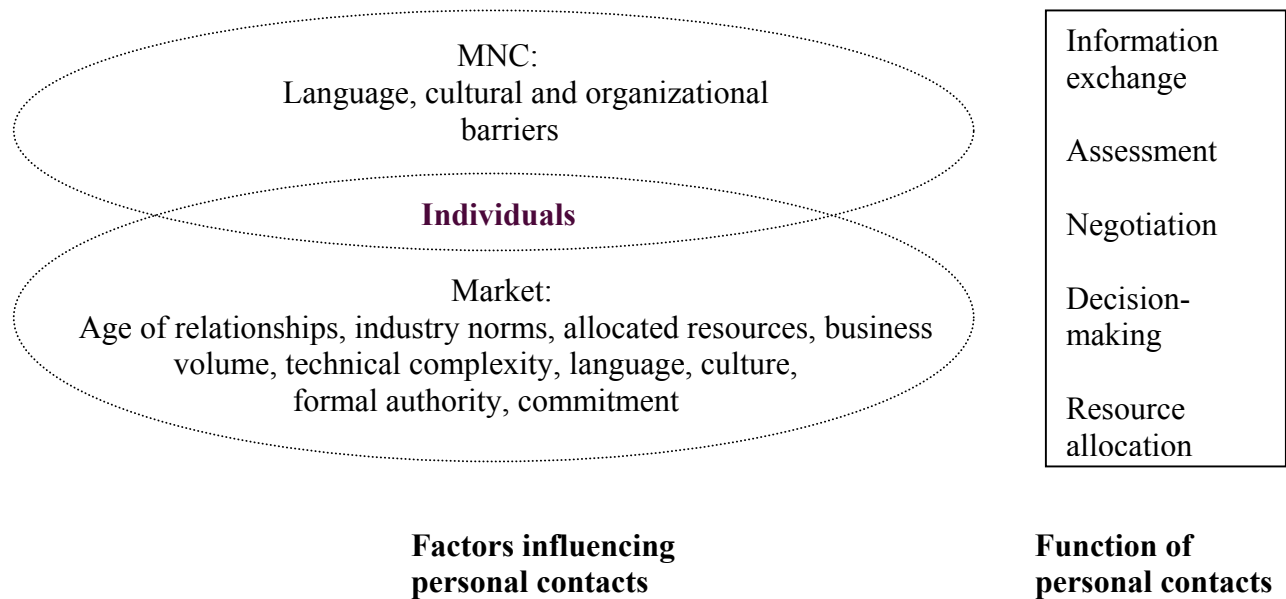 MNC:
Language, cultural and organizational
barriers
Individuals
Market:
Age of relationships, industry norms, allocated resources, business
volume, technical complexity, language, culture,
formal authority, commitment
Factors influencing
personal contacts
Information
exchange
Assessment
Negotiation
Decision-
making
Resource
allocation
Function of
personal contacts